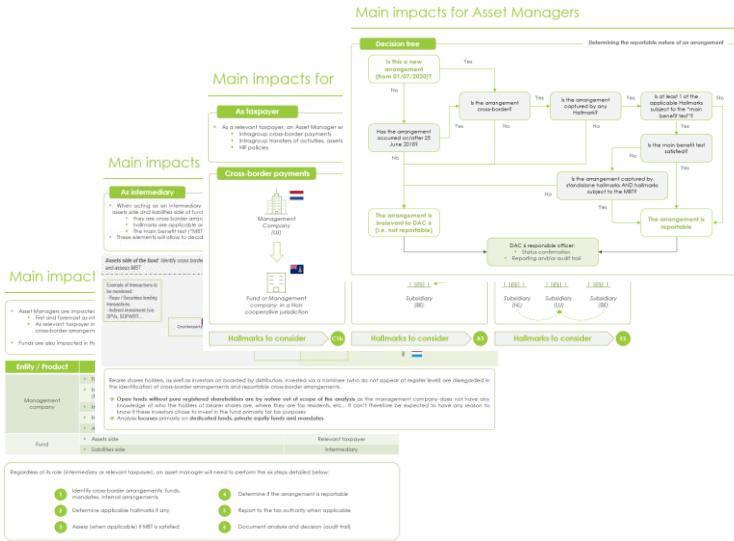 Main impacts for Asset Managers
Decision tree
Determining the reportable nature of an arrangement
Is this a new
arrangement
(from 01/07/2020)?
Yes
No
Is the arrangement
cross-border?
Yes
No
Is the arrangement
captured by any
Hallmark?
Yes
No
Is at least 1 of the
applicable Hallmarks
subject to the "main
benefit test"?
No
Yes
Has the arrangement
occurred on/after 25
June 2018?
Yes
No
Is the main benefit test
satisfied?
No
Yes
Is the arrangement captured by
standalone hallmarks AND hallmarks
subject to the MBT?
No
Yes
The arrangement is
irrelevant to DAC 6
(i.e. not reportable)
The arrangement is
reportable
DAC 6 responsible officer:
• Status confirmation
• Reporting and/or audit trail
Main impacts for
As taxpayer
• As a relevant taxpayer, an Asset Manager
• Intragroup cross-border payments
• Intragroup transfers of activities, assets
• HR policies
Cross-border payments
Management
Company
(LU)
Fund or Management
company in a Non
cooperative jurisdiction
Subsidiary
(BE)
Subsidiary
(NL)
Subsidiary
(LU)
Subsidiary
(BE)
Hallmarks to consider
C1b
Hallmarks to consider
A3
Hallmarks to consider
E3
Main impacts
As intermediary
• When acting as an intermediary
assets side and liabilities side of
• they are cross-border
• hallmarks are applicable
• The main benefit test ("MBT
• These elements will allow to
Assets side of the fund: Identify cross
and assess MBT
Example of transactions to
be monitored:
- Repo / Securities lending
transactions
- Indirect investment (via
Bearer shares holders, as well as investors on boarded by distributors, invested via a nominee (who do not appear at register level) are disregarded in
the identification of cross-border arrangements and reportable cross-border arrangements.
Open funds without pure registered shareholders are by nature out of scope of the analysis as the management company does not have any
knowledge of who the holders of bearer shares are, where they are tax residents, etc... It can't therefore be expected to have any reason to
know if these investors chose to invest in the fund primarily for tax purposes
Analysis focuses primarily on dedicated funds, private equity funds and mandates
Main impact
• Asset Managers are impacted
• First and foremost as
• As relevant taxpayer in
cross-border
• Funds are also impacted in
Entity / Product
Management
company
Fund
• Assets side
Relevant taxpayer
• Liabilities side
Intermediary
Regardless of its role (intermediary or relevant taxpayer), an asset manager will need to perform the six steps detailed below:
1 Identify cross-border arrangements: funds,
mandates, internal arrangements
2 Determine applicable hallmarks if any
3 Assess (when applicable) if MBT is satisfied
4 Determine if the arrangement is reportable
5 Report to the tax authority when applicable
6 Document analysis and decision (audit trail)